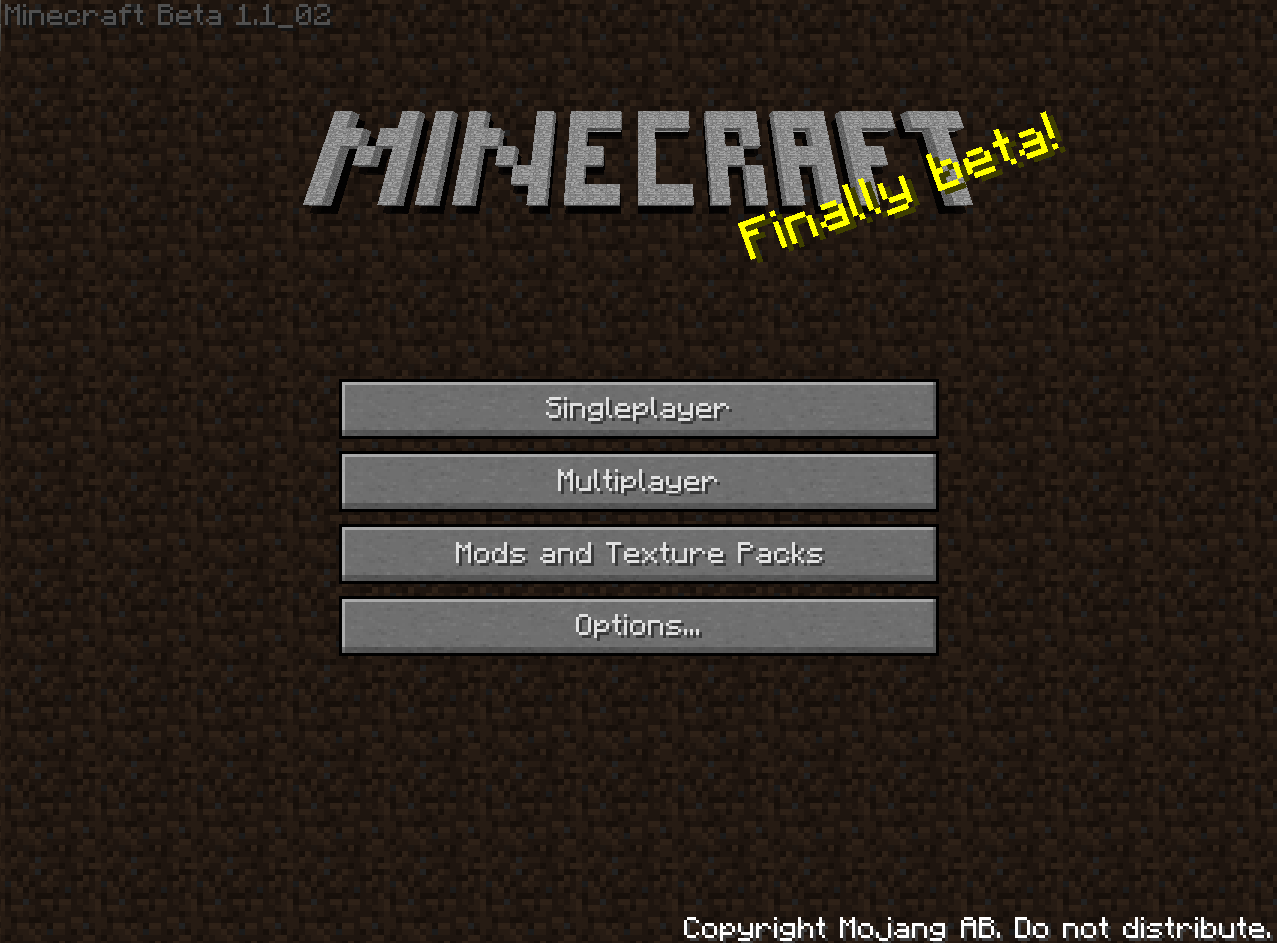 Minecraft Beta 1.1_02
MINECRAFT
Finally beta!
Singleplayer
Multiplayer
Mods and Texture Packs
Options...
Copyright Mojang AB. Do not distribute.